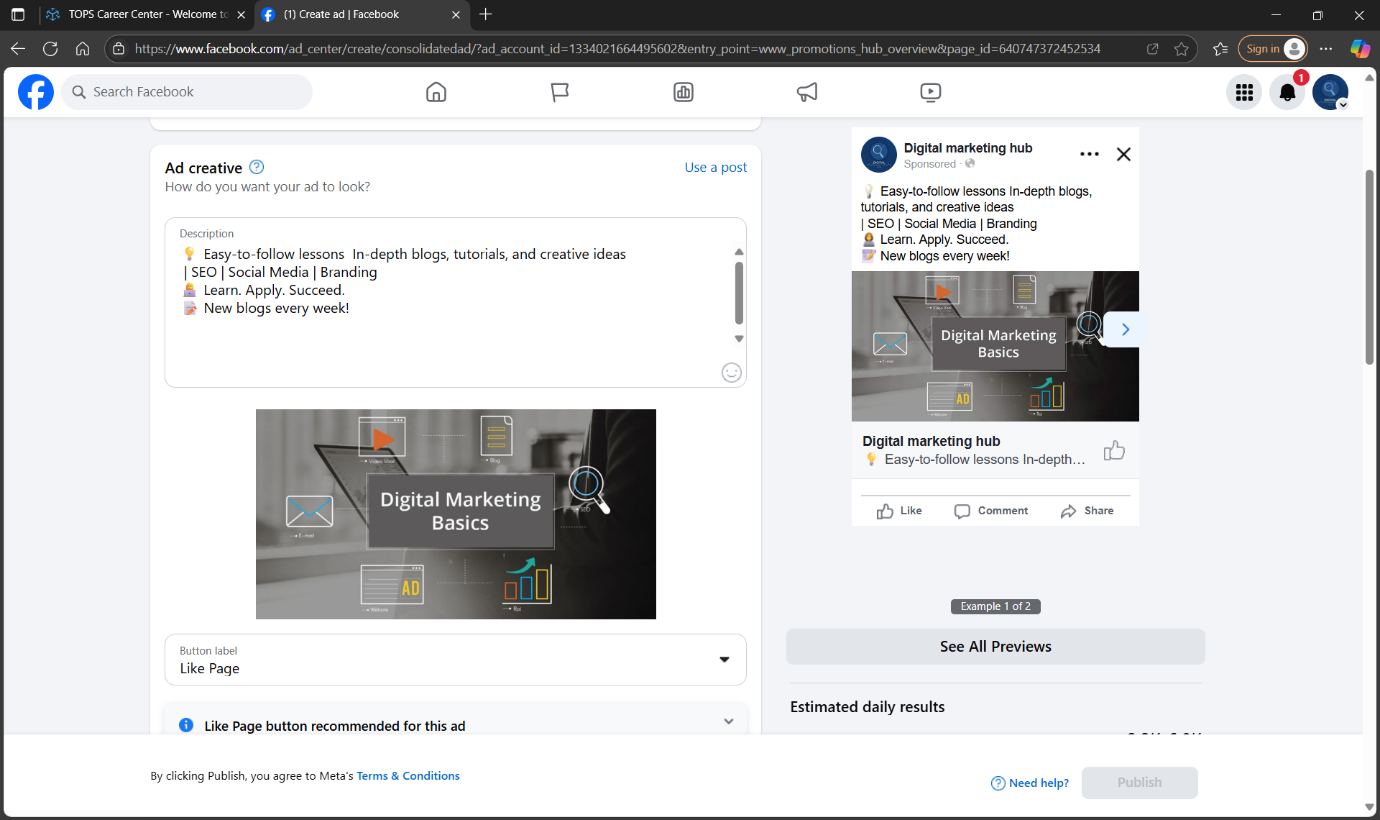 TOPS Career Center - Welcome to
(1) Create ad | Facebook
https://www.facebook.com/ad_center/create/consolidatedad/?ad_account_id=1334021664495602&entry_point=www_promotions_hub_overview&page_id=640747372452534
Sign in
Search Facebook
1
Ad creative
Use a post
How do you want your ad to look?
Description
💡 Easy-to-follow lessons In-depth blogs, tutorials, and creative ideas
| SEO | Social Media | Branding
👩‍💻 Learn. Apply. Succeed.
📝 New blogs every week!
Digital Marketing
Basics
Video
Blog
E-mail
SEO
AD
Button label
Like Page
Like Page button recommended for this ad
Digital marketing hub
Sponsored ·
💡 Easy-to-follow lessons In-depth blogs,
tutorials, and creative ideas
| SEO | Social Media | Branding
👩‍💻 Learn. Apply. Succeed.
📝 New blogs every week!
Digital Marketing
Basics
AD
Digital marketing hub
💡 Easy-to-follow lessons In-depth…
Like
Comment
Share
Example 1 of 2
See All Previews
Estimated daily results
By clicking Publish, you agree to Meta's Terms & Conditions
Need help?
Publish